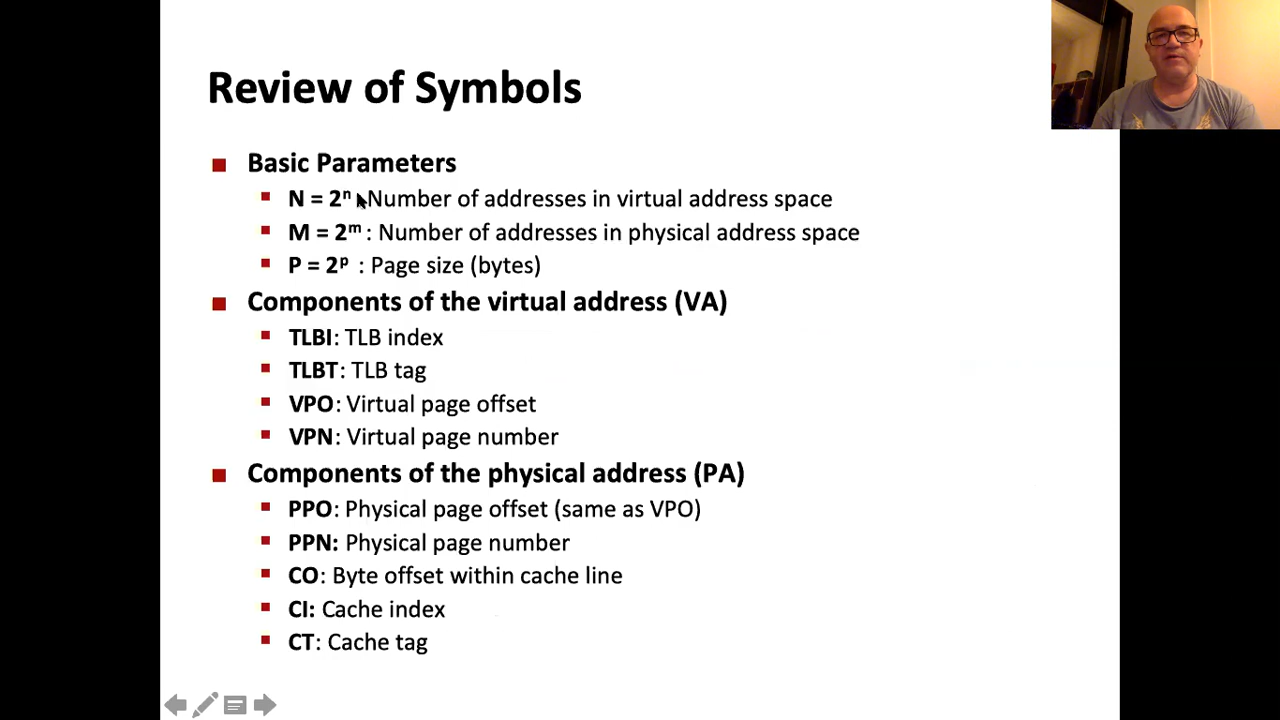 Review of Symbols
Basic Parameters
N = 2ⁿ Number of addresses in virtual address space
M = 2ᵐ : Number of addresses in physical address space
P = 2ᵖ : Page size (bytes)
Components of the virtual address (VA)
TLBI: TLB index
TLBT: TLB tag
VPO: Virtual page offset
VPN: Virtual page number
Components of the physical address (PA)
PPO: Physical page offset (same as VPO)
PPN: Physical page number
CO: Byte offset within cache line
CI: Cache index
CT: Cache tag